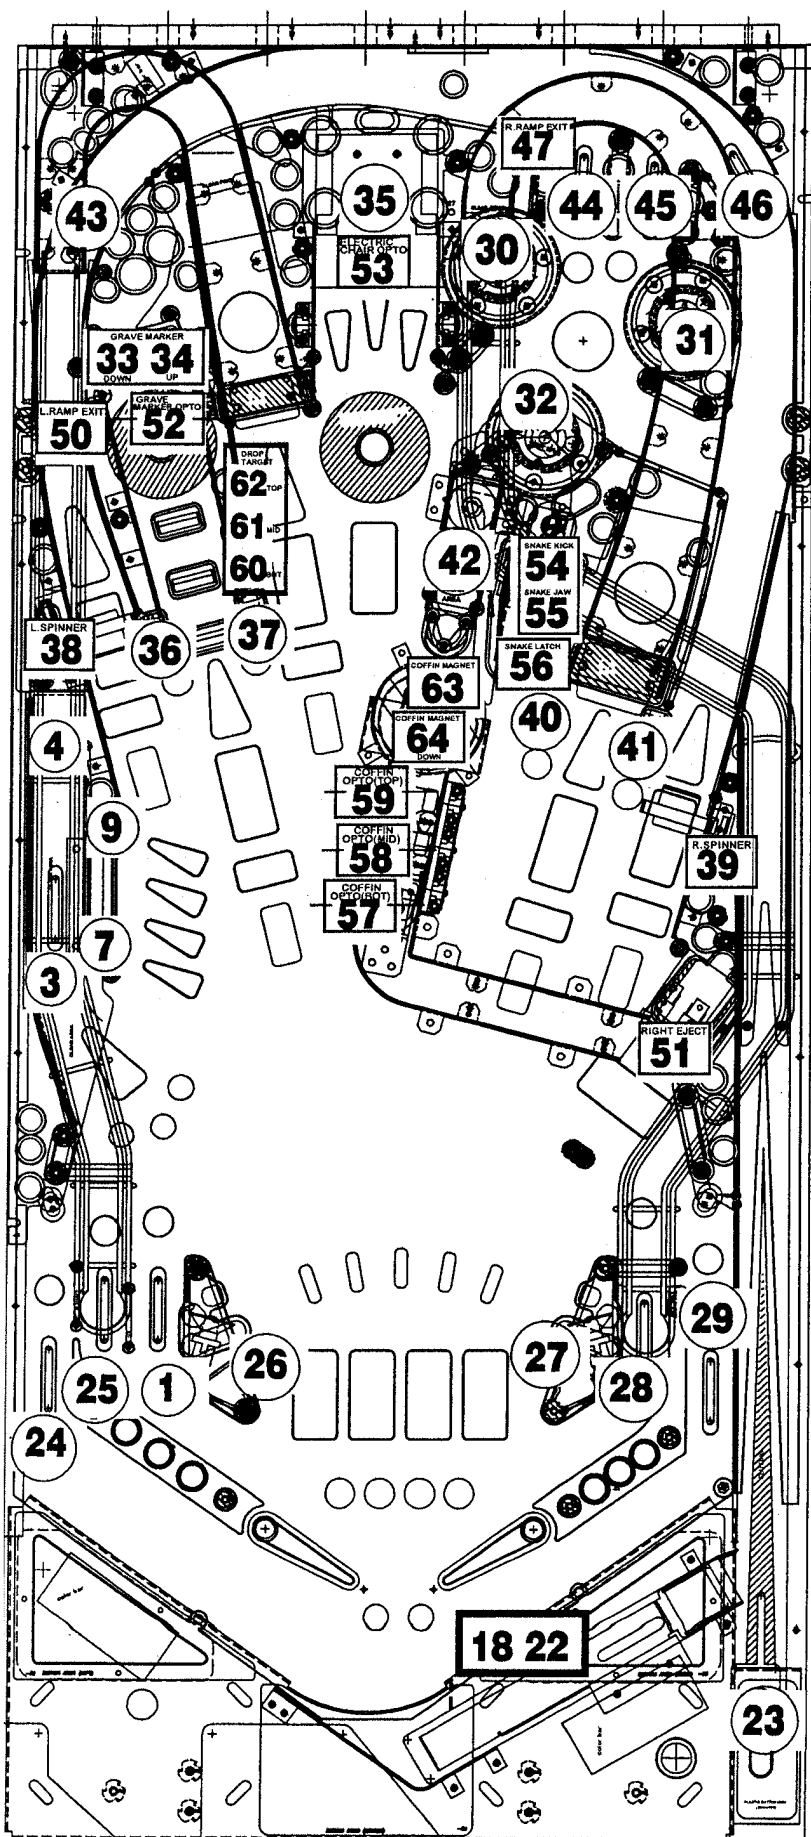 R.RAMP EXIT
47
43
35
44
45
46
30
ELECTRIC
CHAIR OPTO
53
31
GRAVE MARKER
33 34
DOWN UP
32
L.RAMP EXIT
50
GRAVE
MARKER OPTO
52
DROP
TARGET
62 TOP
61 MID
60 BOT
42
SNAKE KICK
54
SNAKE JAW
55
L.SPINNER
38
36
37
SNAKE LATCH
56
COFFIN MAGNET
63
COFFIN MAGNET
64
DOWN
40
41
4
COFFIN
OPTO(TOP)
59
9
COFFIN
OPTO(MID)
58
R.SPINNER
39
COFFIN
OPTO(BOT)
57
7
3
RIGHT EJECT
51
29
26
27
25
1
28
24
18 22
23